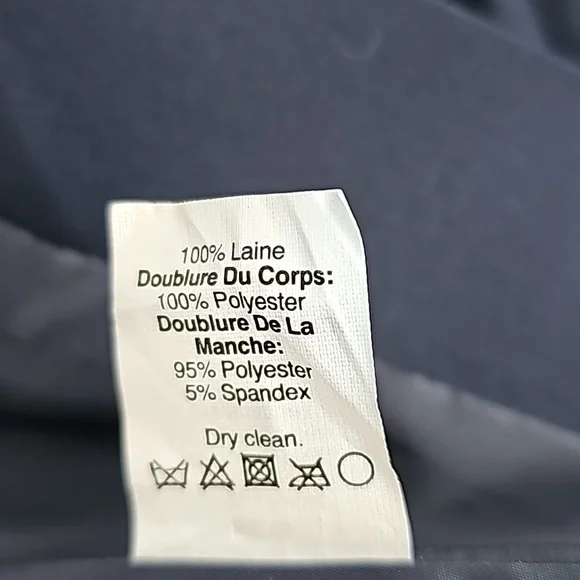 100% Laine
Doublure Du Corps:
100% Polyester
Doublure De La
Manche:
95% Polyester
5% Spandex
Dry clean.